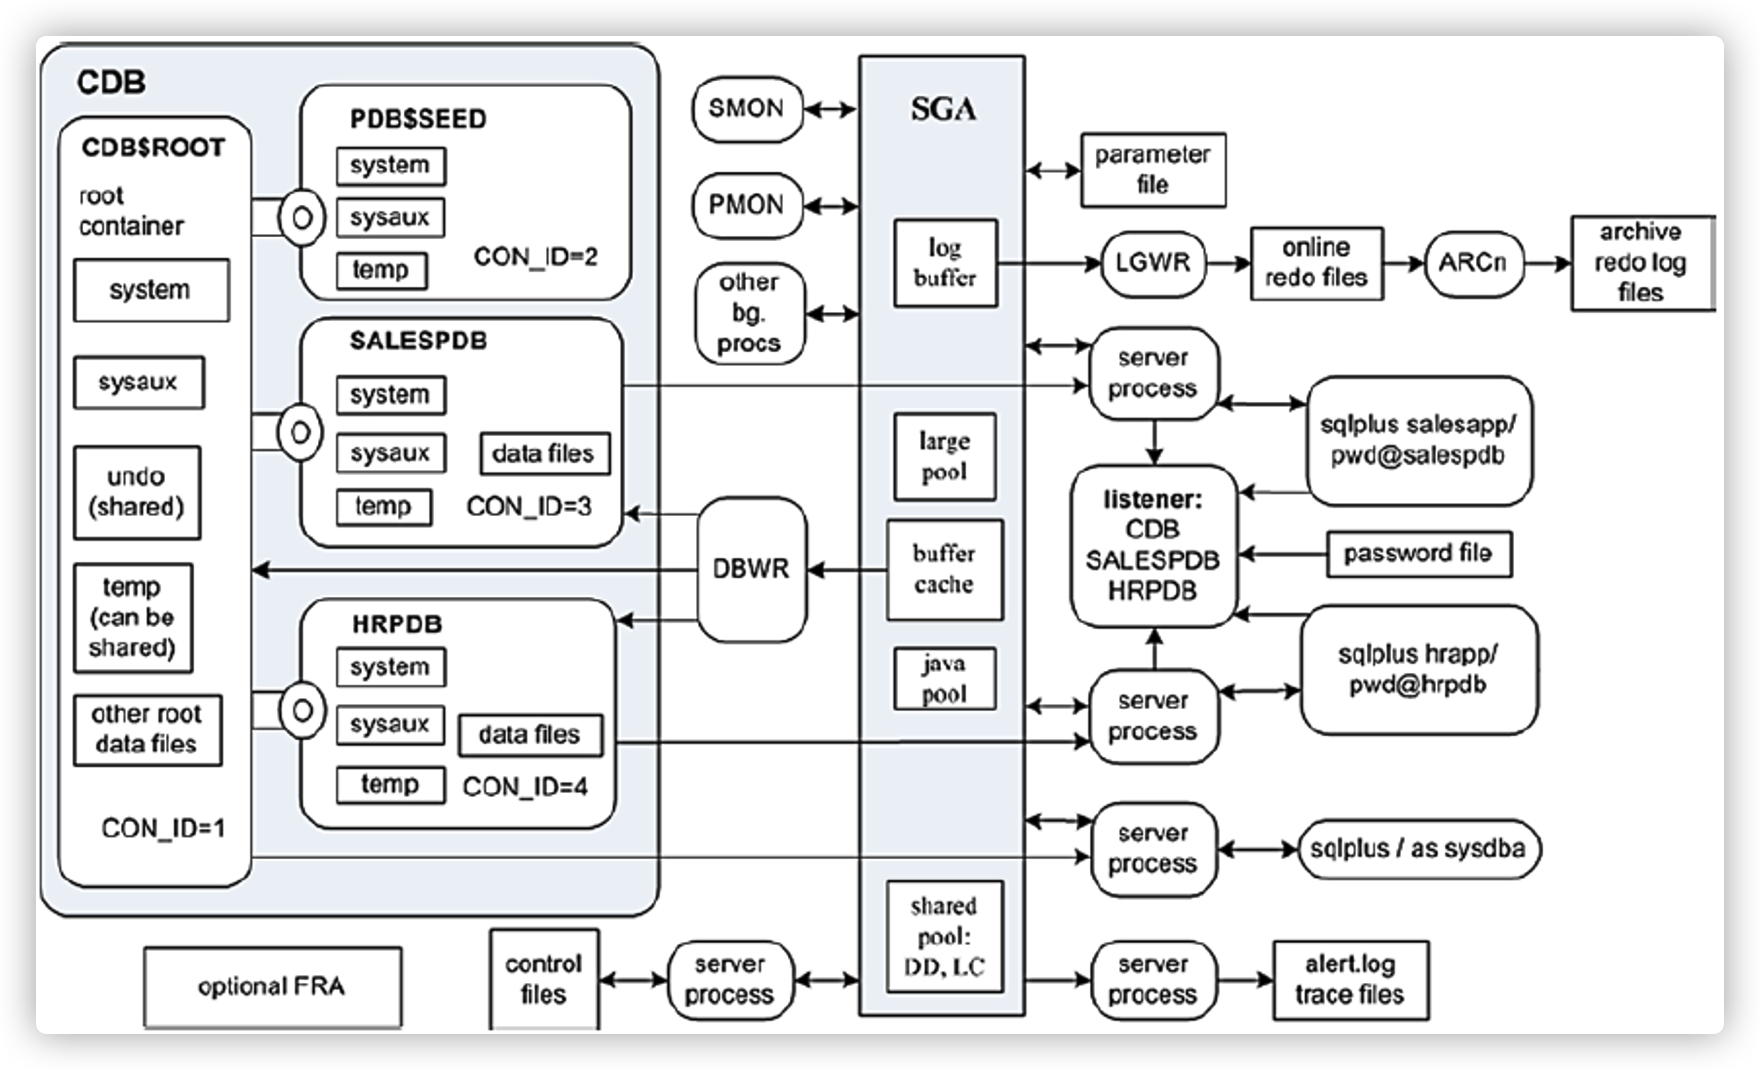 CDB
CDB$ROOT
root
container
system
sysaux
undo
(shared)
temp
(can be
shared)
other root
data files
CON_ID=1
PDB$SEED
system
sysaux
temp
CON_ID=2
SALESPDB
system
sysaux
data files
temp
CON_ID=3
HRPDB
system
sysaux
data files
temp
CON_ID=4
optional FRA
control
files
server
process
SMON
PMON
other
bg.
procs
DBWR
SGA
log
buffer
large
pool
buffer
cache
java
pool
shared
pool:
DD, LC
parameter
file
LGWR
online
redo files
ARCn
archive
redo log
files
server
process
sqlplus salesapp/
pwd@salespdb
listener:
CDB
SALESPDB
HRPDB
password file
sqlplus hrapp/
pwd@hrpdb
server
process
server
process
sqlplus / as sysdba
server
process
alert.log
trace files